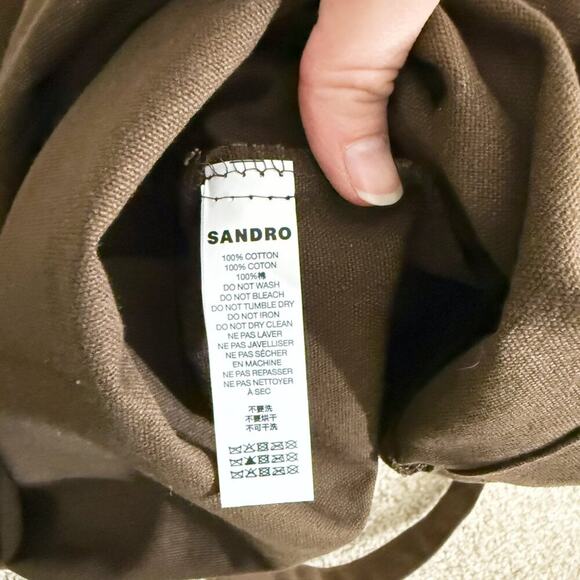 SANDRO
100% COTTON
100% COTON
100%棉
DO NOT WASH
DO NOT BLEACH
DO NOT TUMBLE DRY
DO NOT IRON
DO NOT DRY CLEAN
NE PAS LAVER
NE PAS JAVELLISER
NE PAS SÉCHER
EN MACHINE
NE PAS REPASSER
NE PAS NETTOYER
À SEC
不要洗
不要烘干
不可干洗